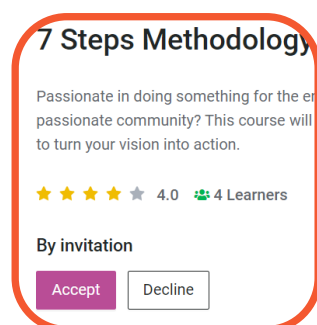 7 Steps Methodology
Passionate in doing something for the
passionate community? This course will
to turn your vision into action.
4.0 4 Learners
By invitation
Accept Decline